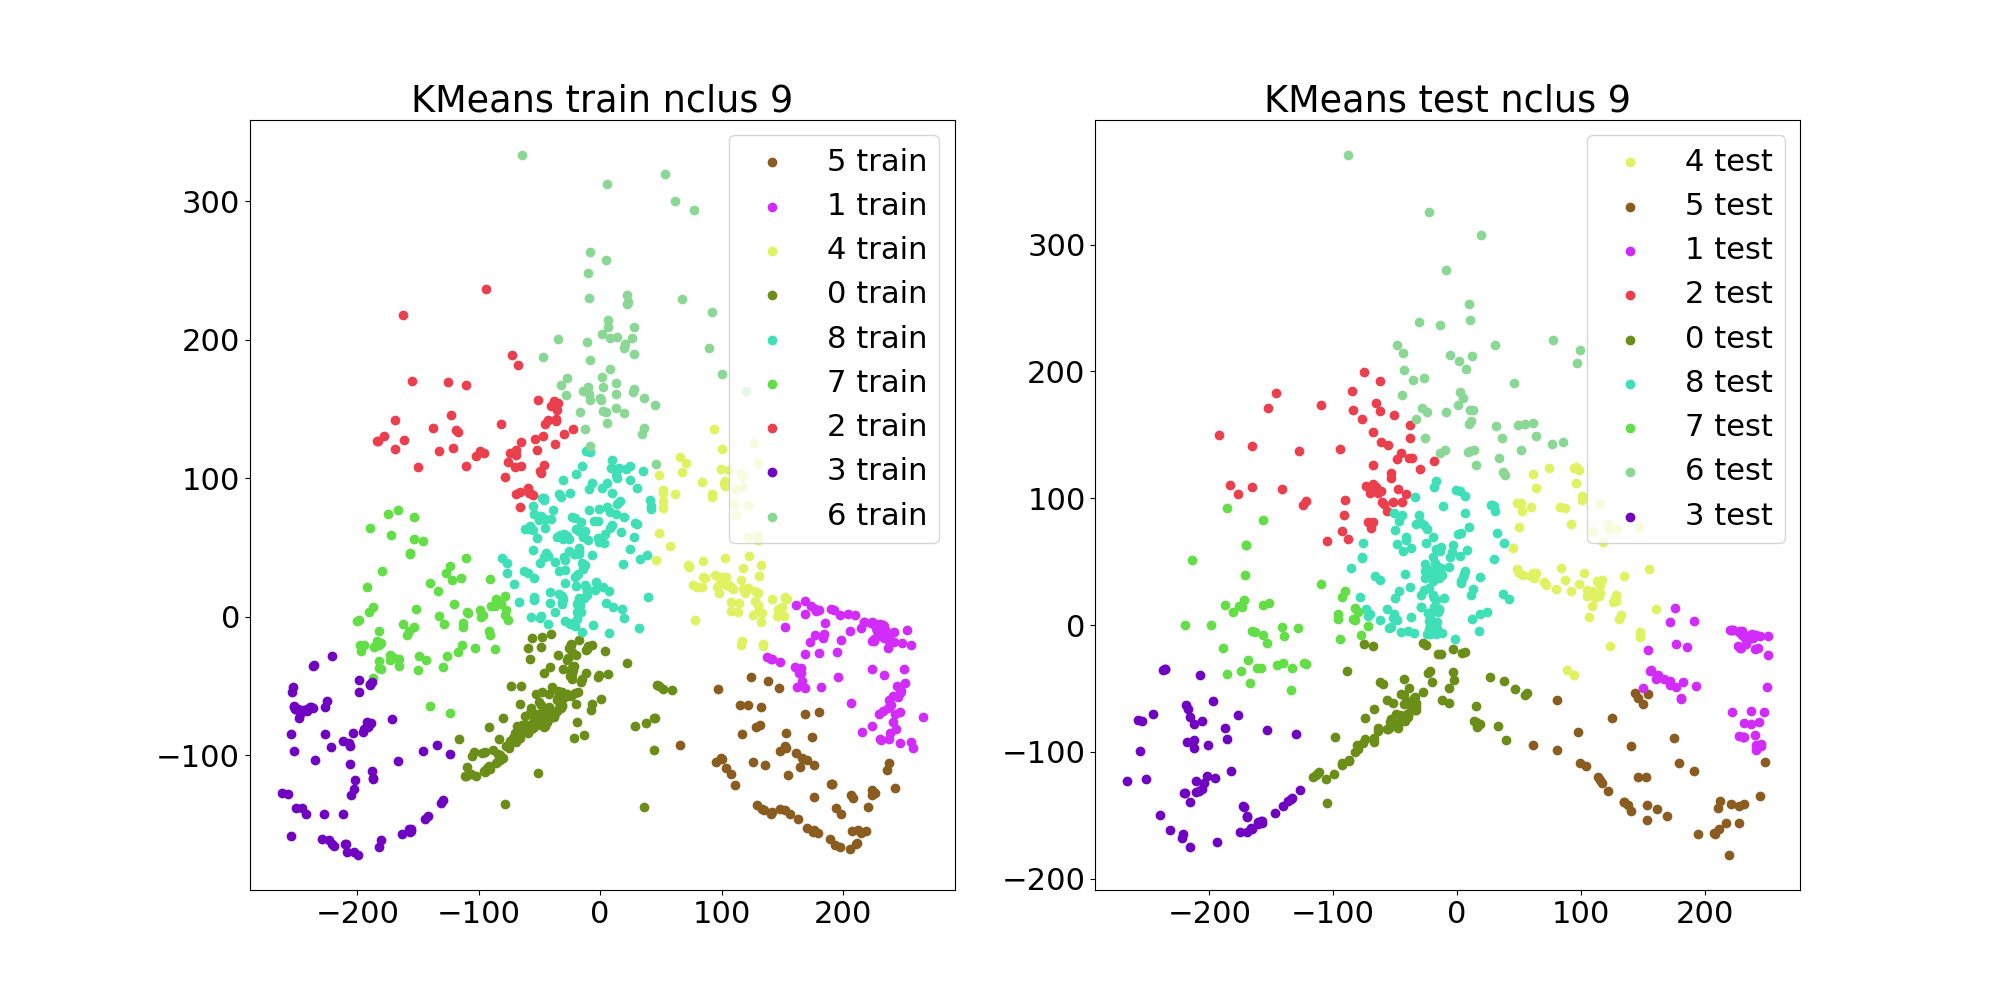 KMeans train nclus 9
300
200
100
0
−100
−200
−100
0
100
200
5 train
1 train
4 train
0 train
8 train
7 train
2 train
3 train
6 train
KMeans test nclus 9
300
200
100
0
−100
−200
−200
−100
0
100
200
4 test
5 test
1 test
2 test
0 test
8 test
7 test
6 test
3 test